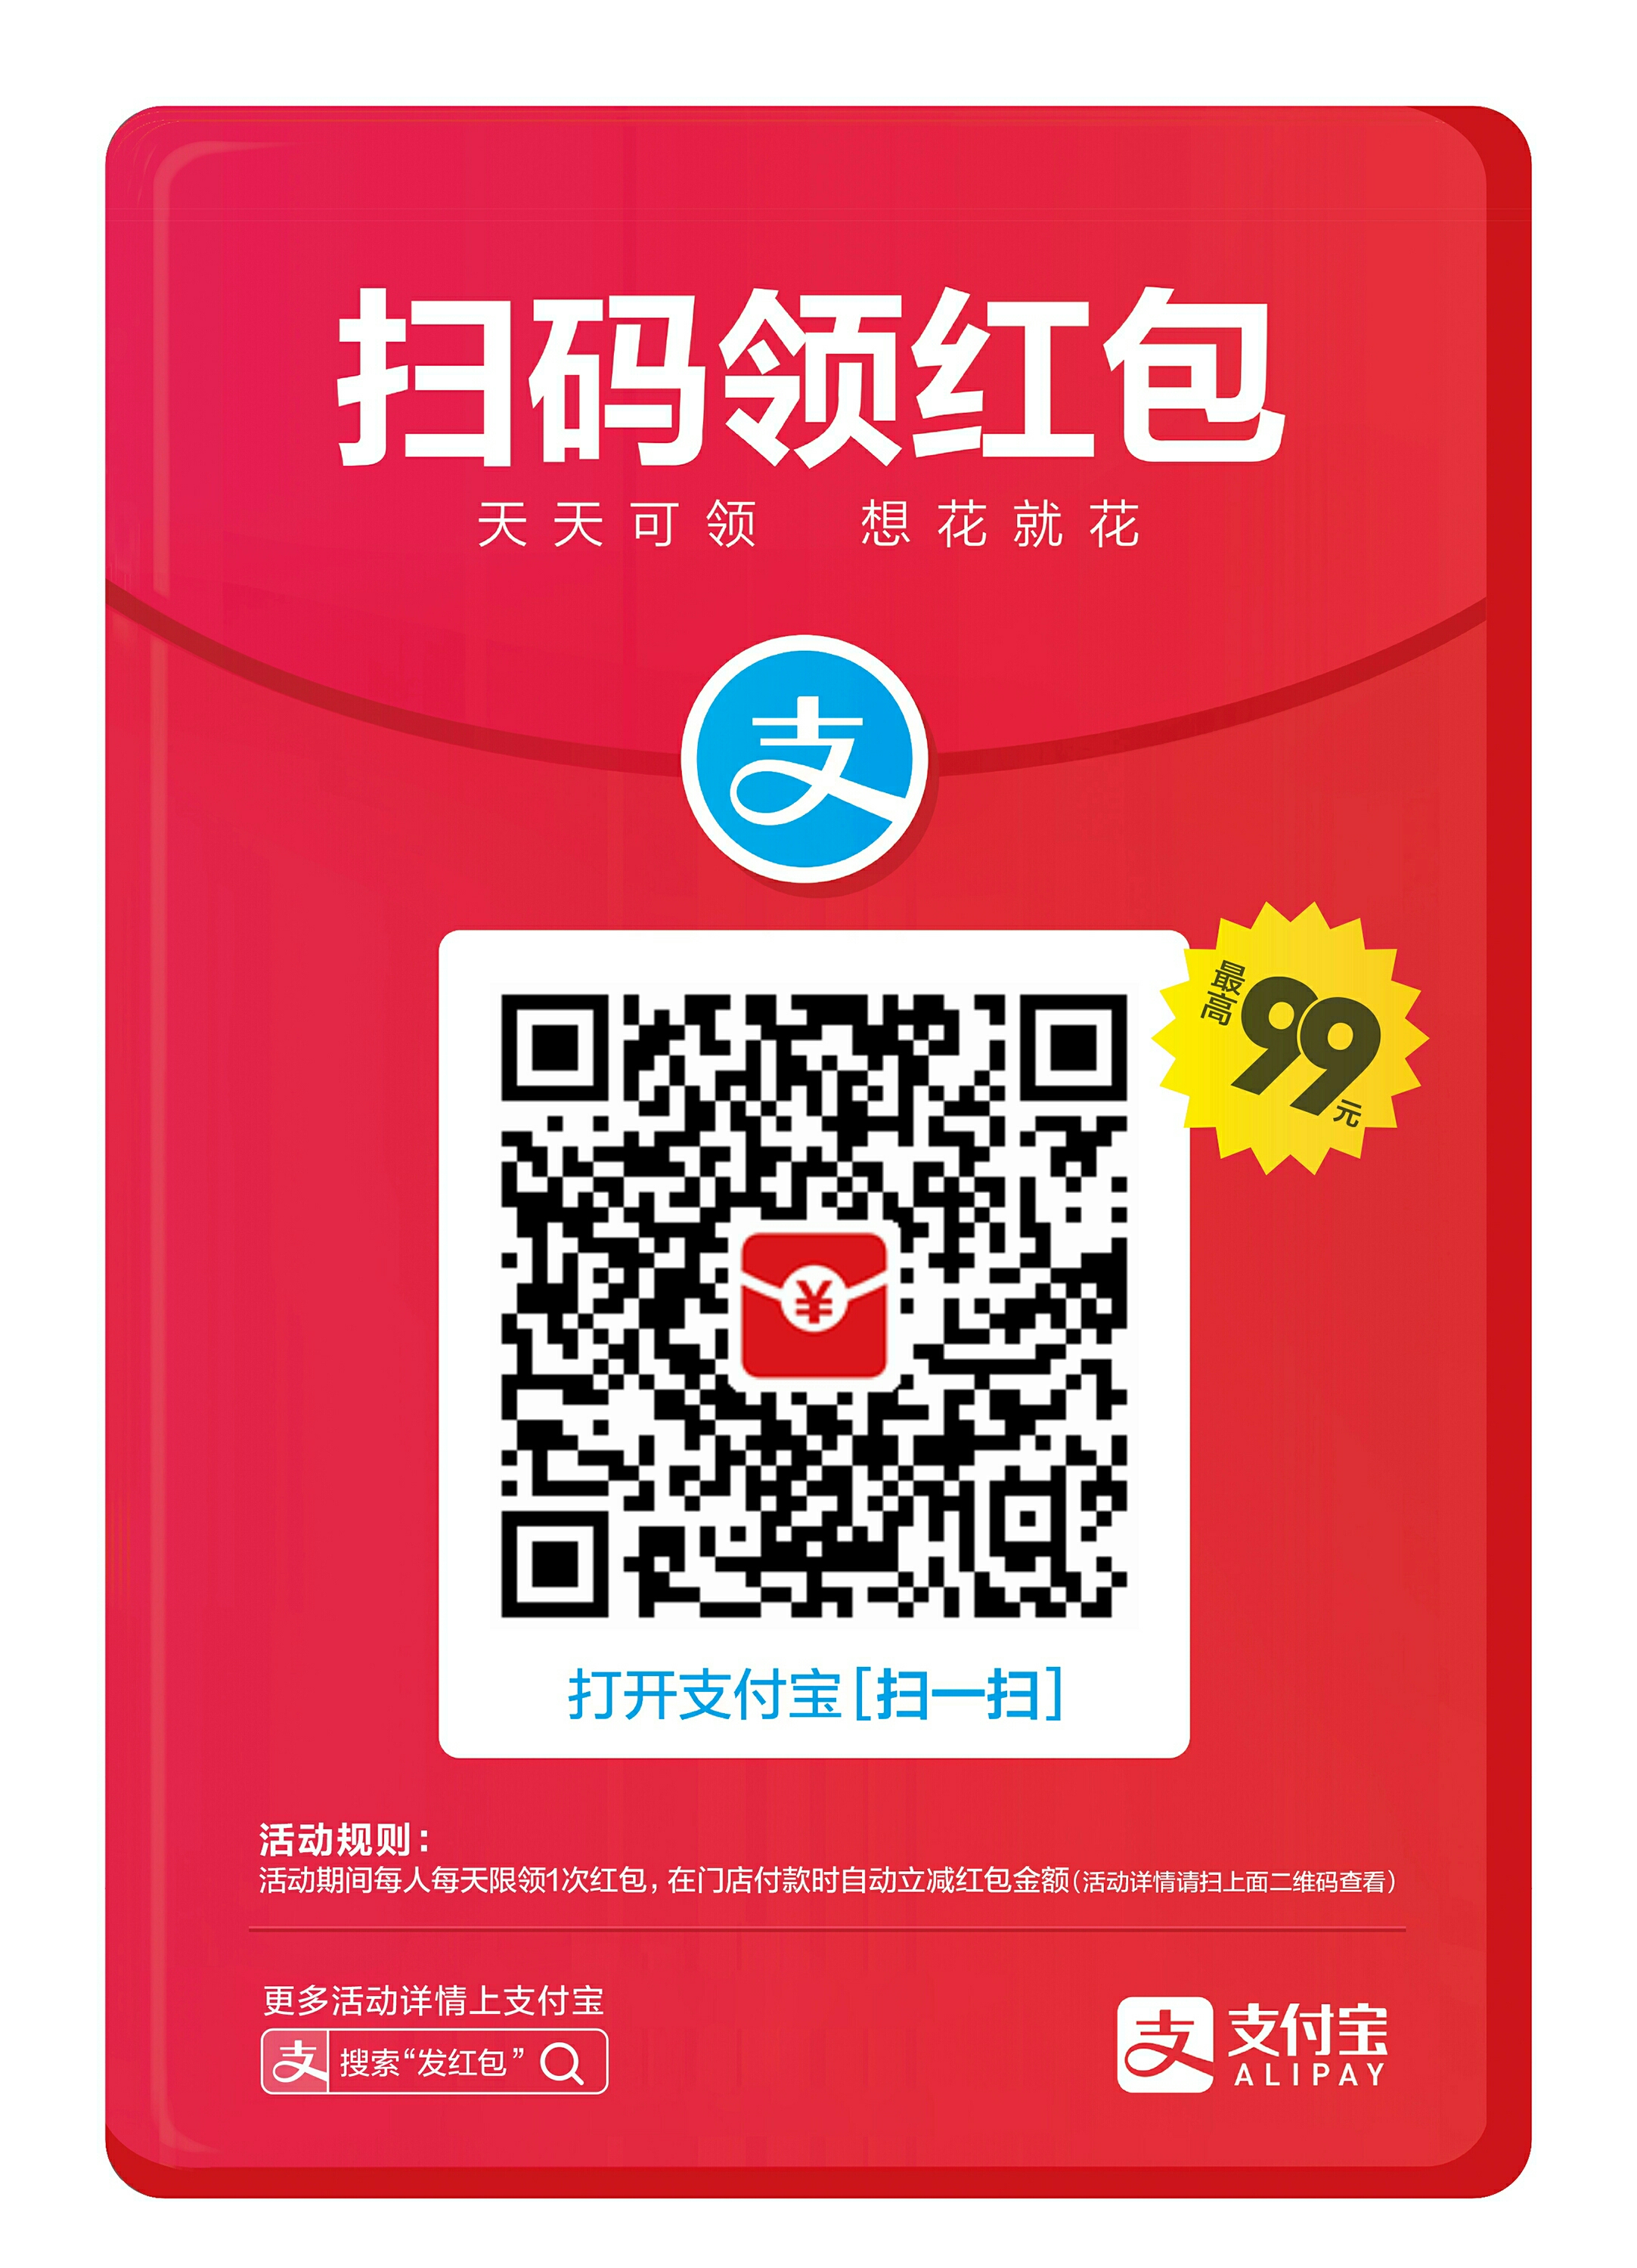 扫码领红包
天天可领 想花就花
支
最高
99
元
¥
打开支付宝[扫一扫]
活动规则：
活动期间每人每天限领1次红包，在门店付款时自动立减红包金额(活动详情请扫上面二维码查看)
更多活动详情上支付宝
支 搜索“发红包”
支 支付宝
ALIPAY